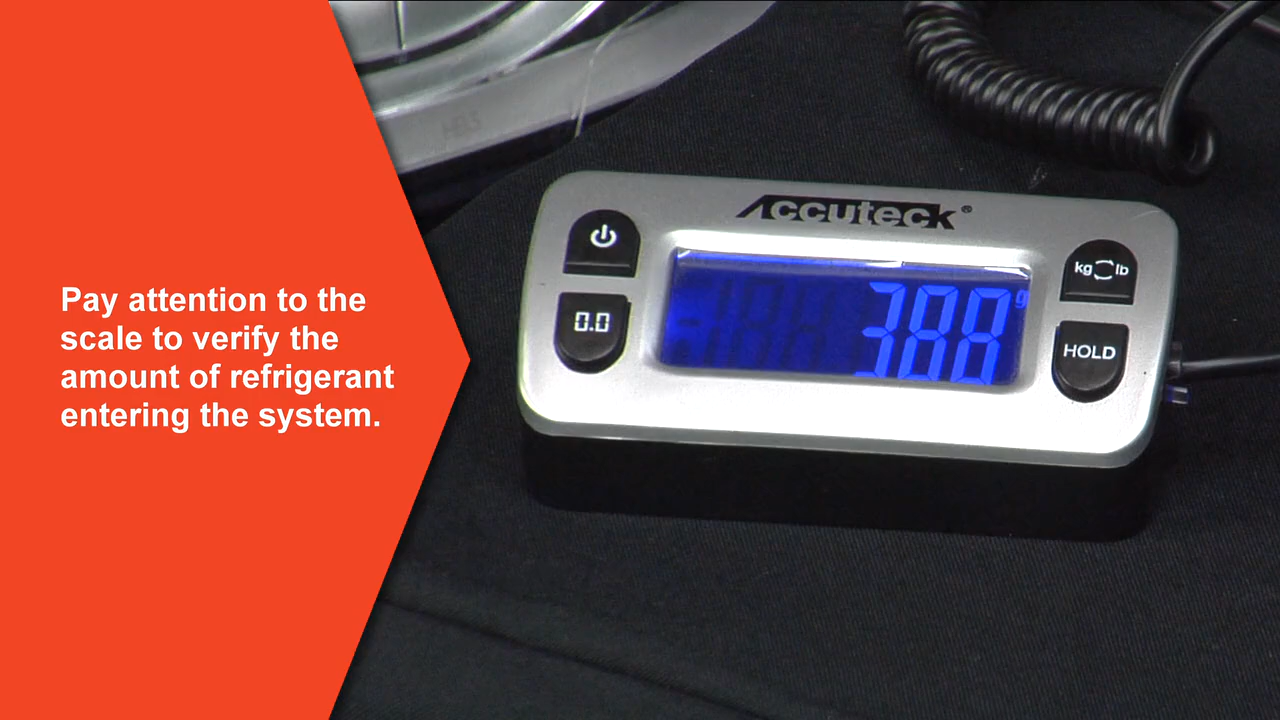 Pay attention to the
scale to verify the
amount of refrigerant
entering the system.
Accuteck®
kg lb
0.0
HOLD
388 g